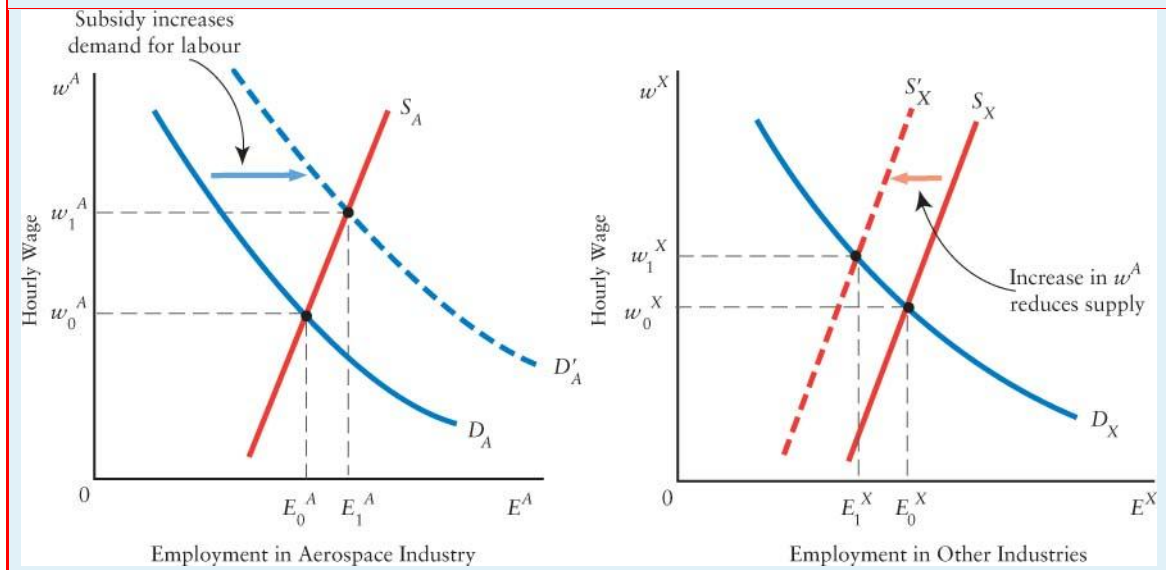 Subsidy increases
demand for labour
w^A
S_A
Hourly Wage
w_1^A
w_0^A
D'_A
D_A
0
E_0^A
E_1^A
E^A
Employment in Aerospace Industry
w^X
S'_X
S_X
Hourly Wage
w_1^X
w_0^X
Increase in w^A
reduces supply
D_X
0
E_1^X
E_0^X
E^X
Employment in Other Industries